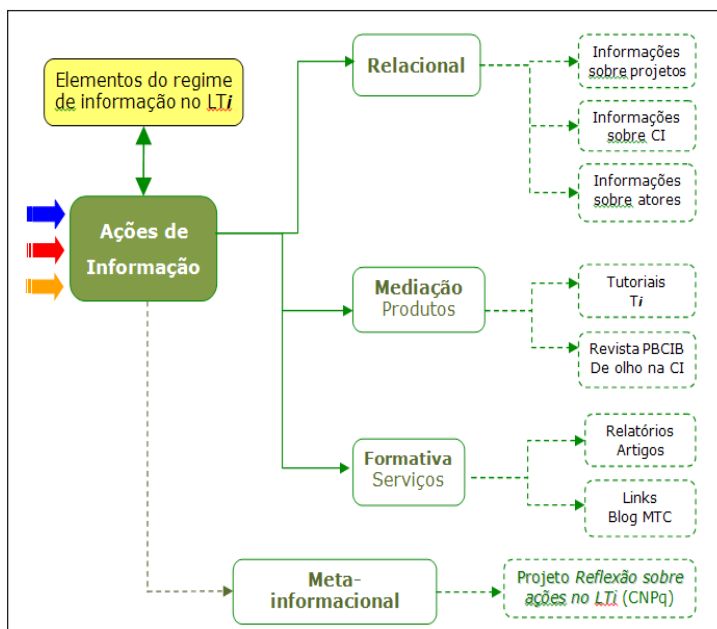 Elementos do regime
de informação no LTi
Ações de
Informação
Relacional
Informações
sobre projetos
Informações
sobre CI
Informações
sobre atores
Mediação
Produtos
Tutoriais
Ti
Revista PBCIB
De olho na CI
Formativa
Serviços
Relatórios
Artigos
Links
Blog MTC
Meta-
informacional
Projeto Reflexão sobre
ações no LTi (CNPq)